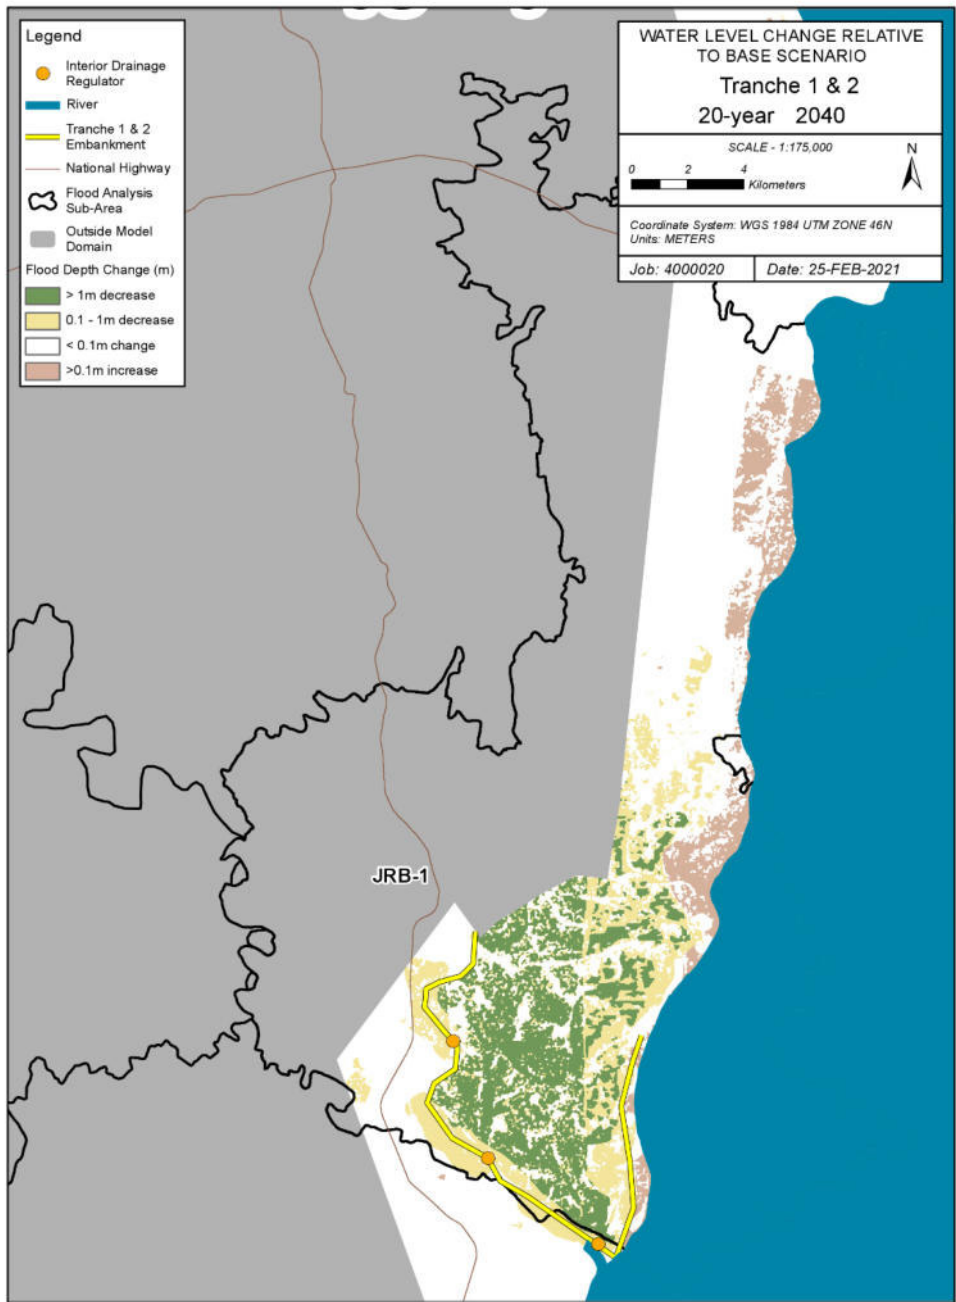 Legend
Interior Drainage
Regulator
River
Tranche 1 & 2
Embankment
National Highway
Flood Analysis
Sub-Area
Outside Model
Domain
Flood Depth Change (m)
> 1m decrease
0.1 - 1m decrease
< 0.1m change
>0.1m increase
WATER LEVEL CHANGE RELATIVE
TO BASE SCENARIO
Tranche 1 & 2
20-year 2040
SCALE - 1:175,000
N
0 2 4
Kilometers
Coordinate System: WGS 1984 UTM ZONE 46N
Units: METERS
Job: 4000020
Date: 25-FEB-2021
JRB-1